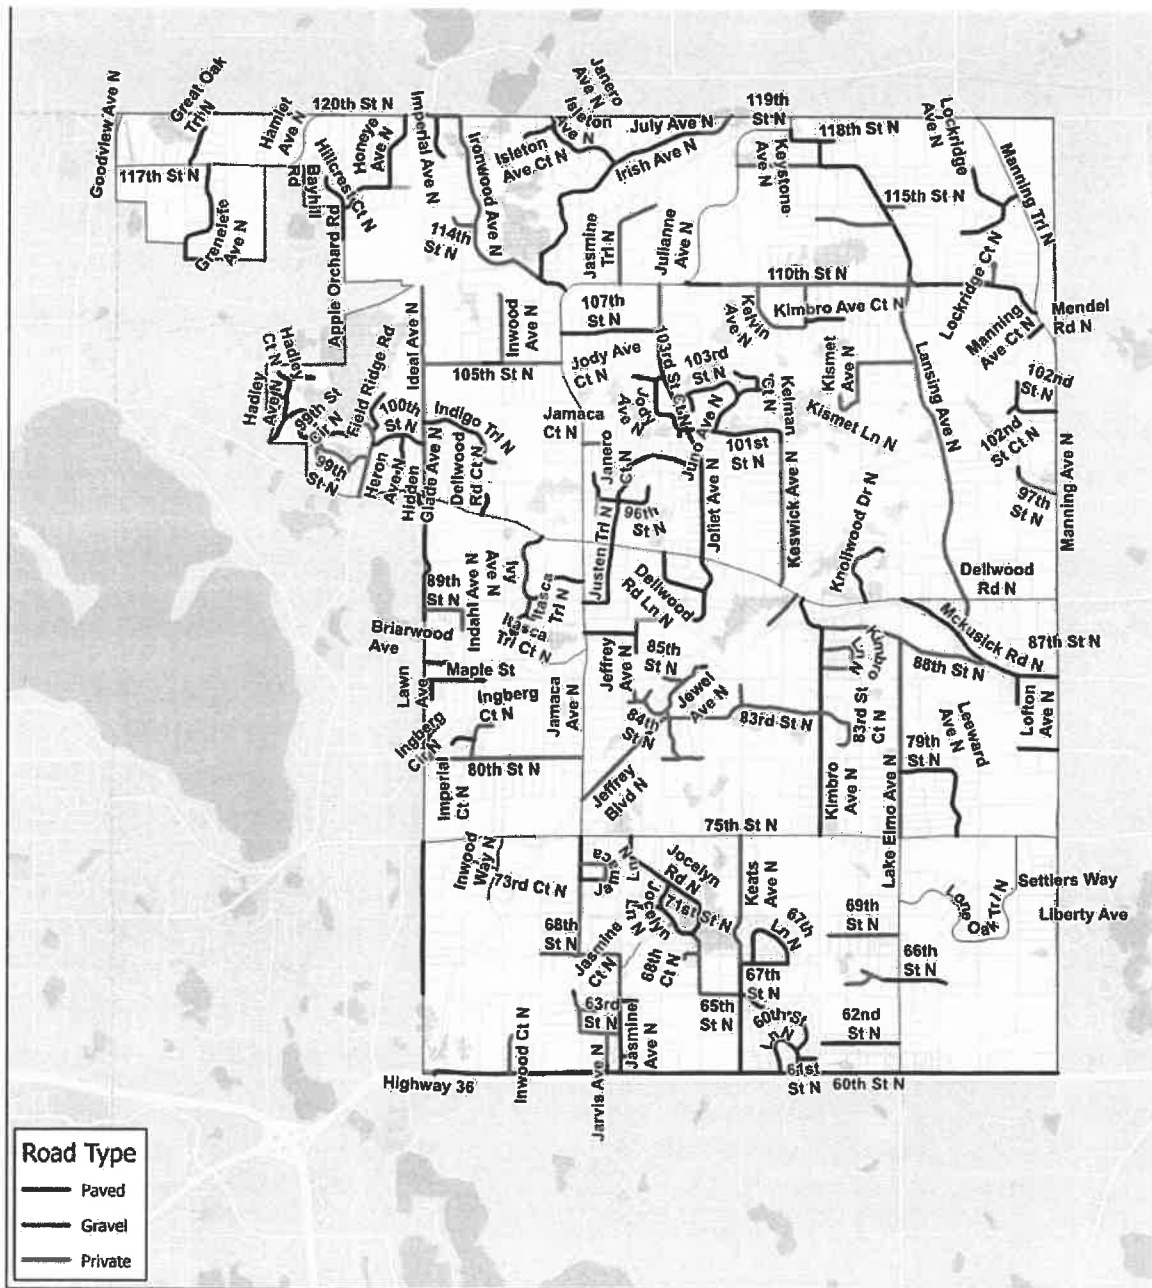 Goodview Ave N
Great Oak
Trl N
Hamlet
Ave N
120th St N
Honeye
Ave N
Imperial Ave N
Ironwood Ave N
Janero
Ave N
Isleton
Ave N
Isleton
Ave Ct N
July Ave N
Irish Ave N
119th
St N
118th St N
Keystone
Ave N
Lockridge
Ave N
Manning Trl N
117th St N
Bayhill
Rd
Hillcrest Ct N
Grenelefe
Ave N
Apple Orchard Rd
114th
St N
Jasmine
Trl N
Julianne
Ave N
115th St N
110th St N
Lockridge Ct N
Manning
Ave Ct N
Mendel
Rd N
107th
St N
Inwood
Ave N
Kelvin
Ave N
Kimbro Ave Ct N
Ideal Ave N
Hadley
Ct N
Hadley
Ave N
Field Ridge Rd
105th St N
Jody Ave
Ct N
103rd St Ct N
103rd
St N
Jody
Ave N
Ct N
Kelman
Kismet
Ave N
Kismet Ln N
Lansing Ave N
102nd
St N
102nd
St Ct N
99th St
Cir N
99th
St N
100th
St N
Indigo Trl N
Jamaca
Ct N
Janero
Ct N
Juno Ave N
101st
St N
Heron
Ave N
Hidden
Glade Ave N
Dellwood
Rd Ct N
97th
St N
Manning Ave N
96th
St N
Justen Trl N
Joliet Ave N
Keswick Ave N
Knollwood Dr N
89th
St N
Indahl Ave N
Ivy
Ave N
Itasca
Trl N
Itasca
Trl Ct N
Dellwood
Rd Ln N
Dellwood
Rd N
Briarwood
Ave
Mckusick Rd N
87th St N
88th St N
Kimbro
Ln N
Maple St
Lawn
Ave
Ingberg
Ct N
Jamaca
Ave N
Jeffrey
Ave N
85th
St N
Jewel
Ave N
84th
St N
83rd St N
83rd St
Ct N
79th
St N
Leeward
Ave N
Lofton
Ave N
Ingberg
Cir N
80th St N
Imperial
Ct N
Jeffrey
Blvd N
Kimbro
Ave N
Lake Elmo Ave N
75th St N
Inwood
Way N
73rd Ct N
Jocelyn
Rd N
71st St N
Jocelyn
Ln N
Keats
Ave N
67th
Ln N
69th
St N
Lone
Oak Trl N
Settlers Way
Liberty Ave
68th
St N
Jasmine
Ct N
68th
Ct N
67th
St N
66th
St N
63rd
St N
65th
St N
60th St
Ln N
62nd
St N
Inwood Ct N
Jarvis Ave N
Jasminel
Ave N
61st
St N
60th St N
Highway 36
Road Type
Paved
Gravel
Private